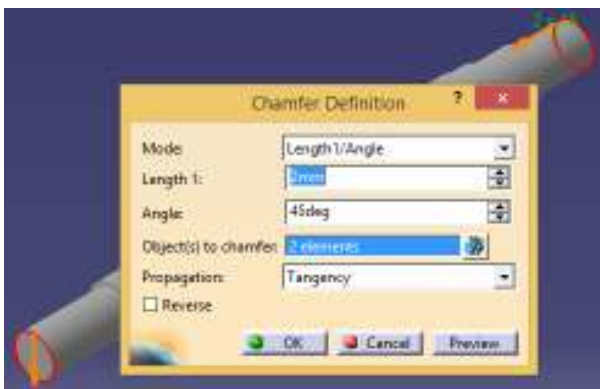 Chamfer Definition ? x
Mode: Length1/Angle
Length 1: 2mm
Angle: 45deg
Object(s) to chamfer: 2 elements
Propagation: Tangency
Reverse
OK Cancel Preview